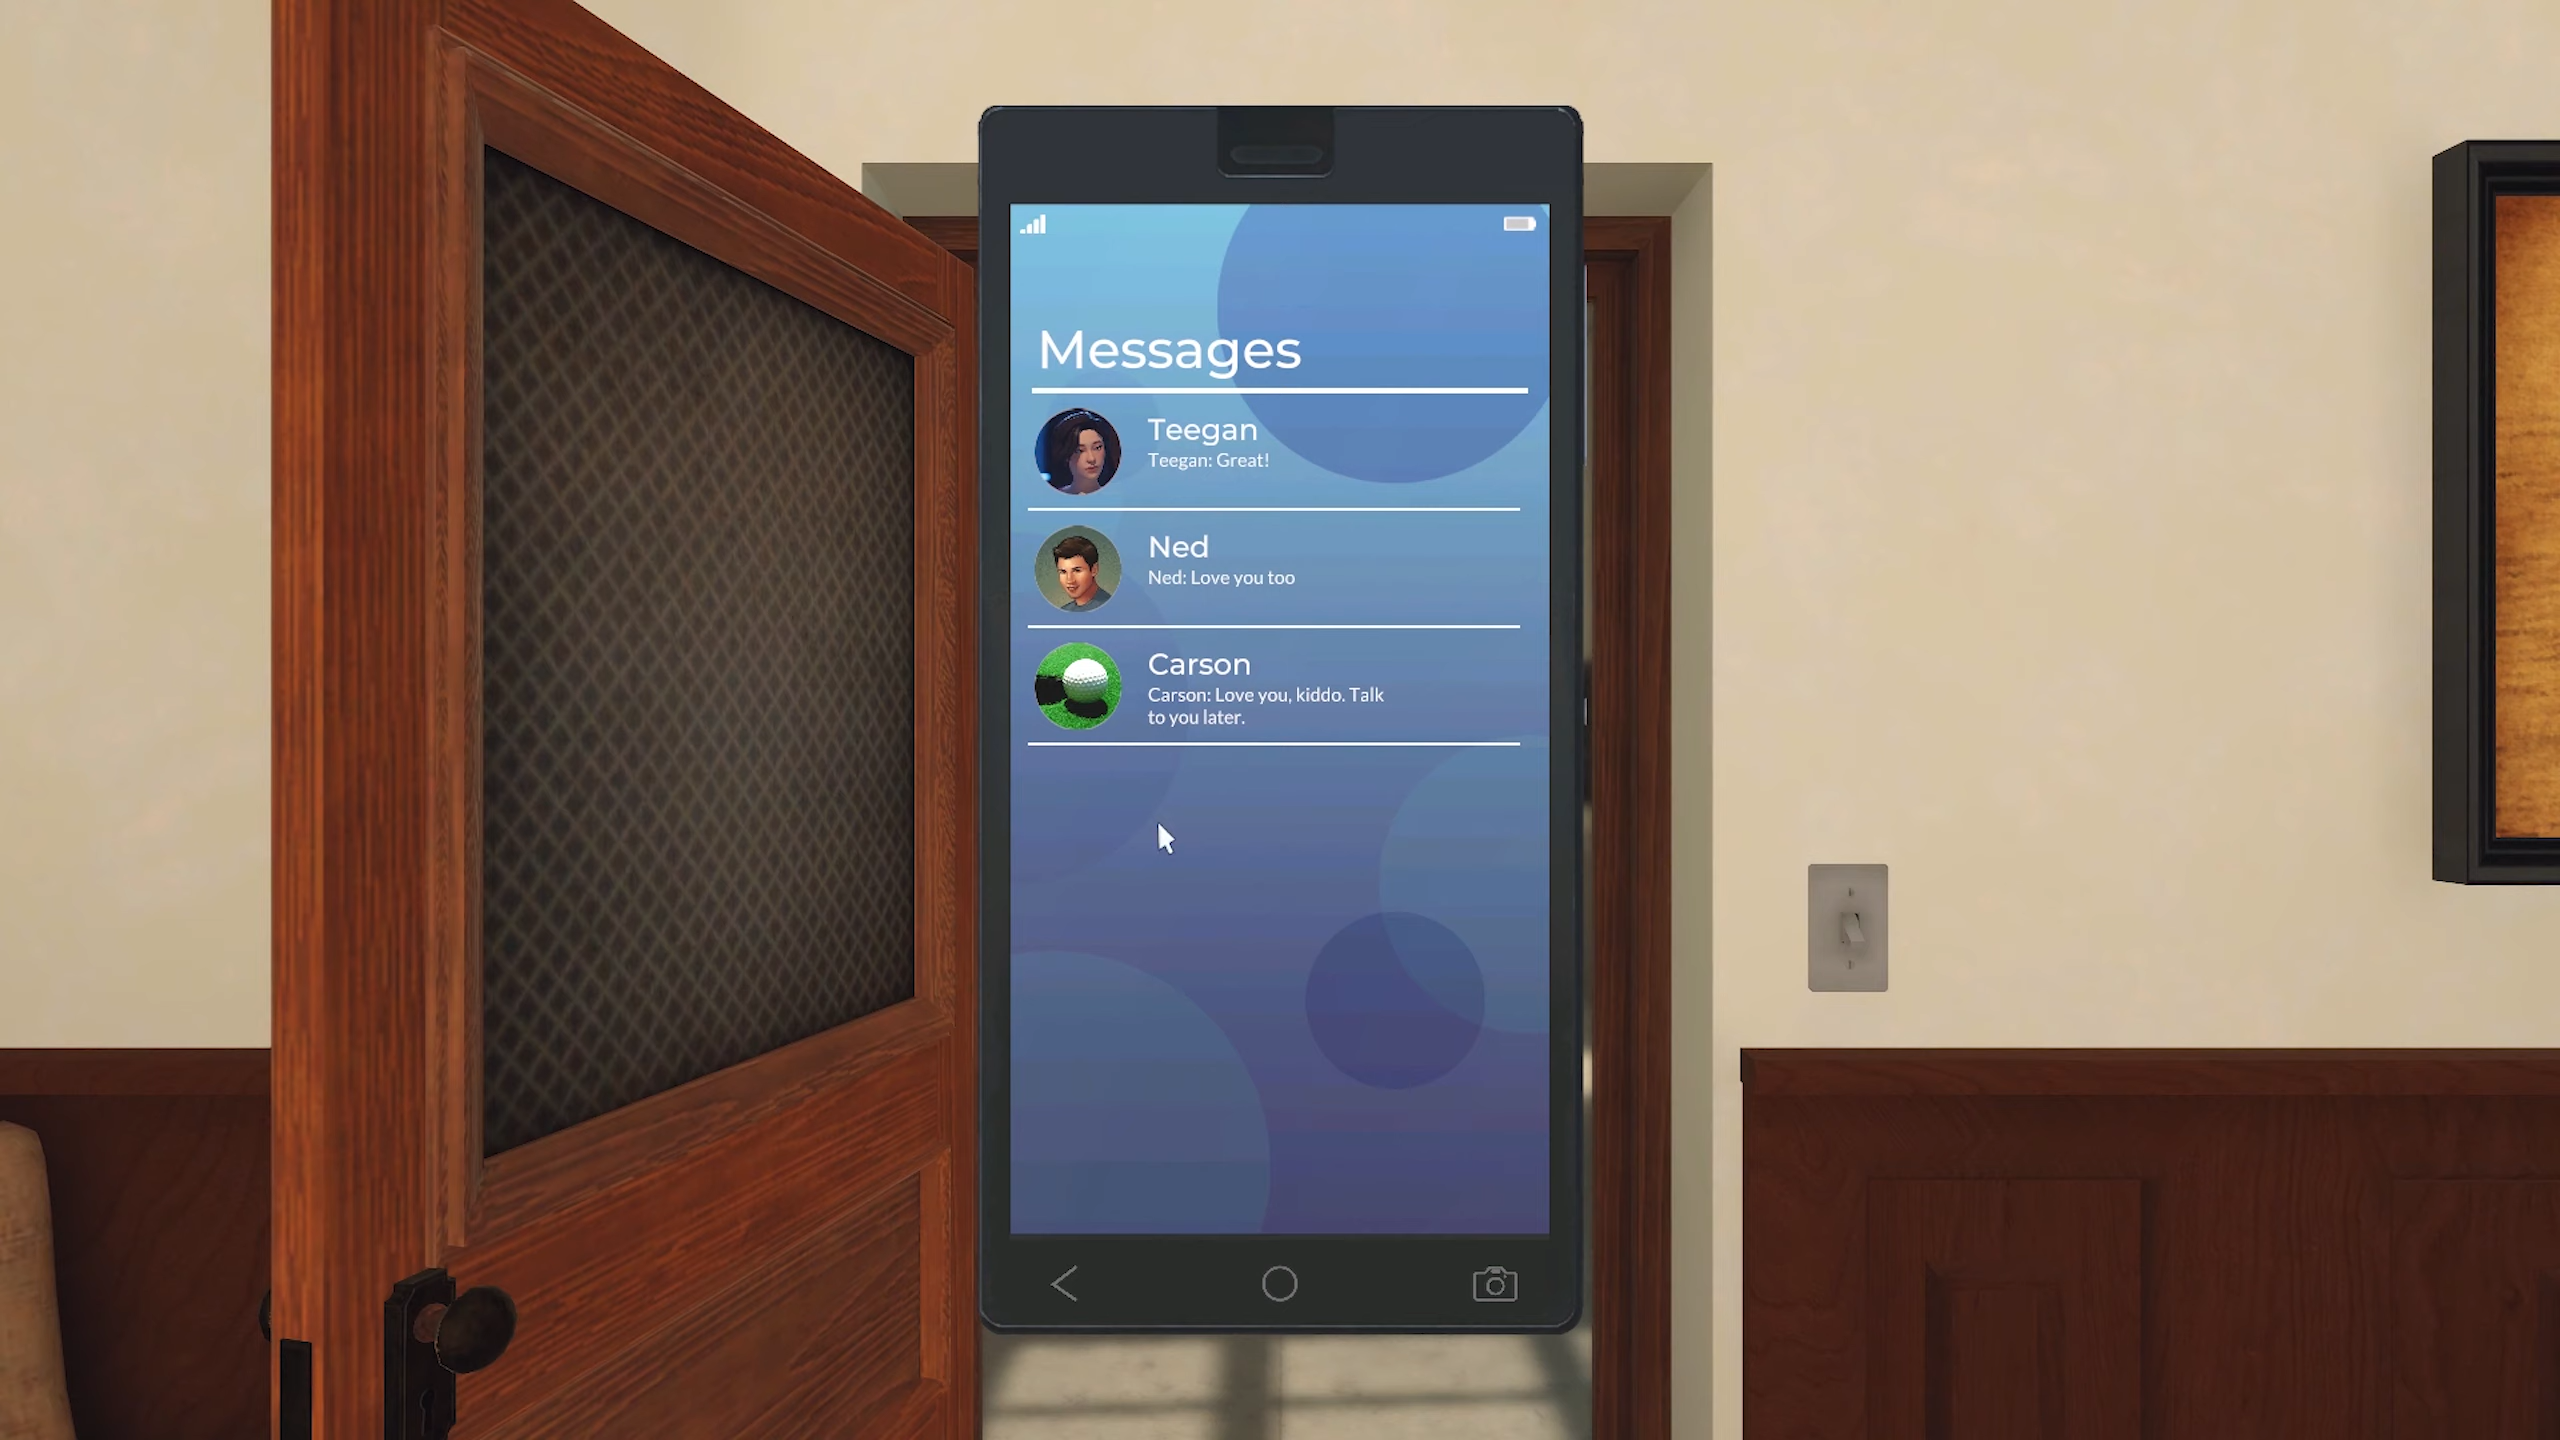 Messages
Teegan
Teegan: Great!
Ned
Ned: Love you too
Carson
Carson: Love you, kiddo. Talk
to you later.